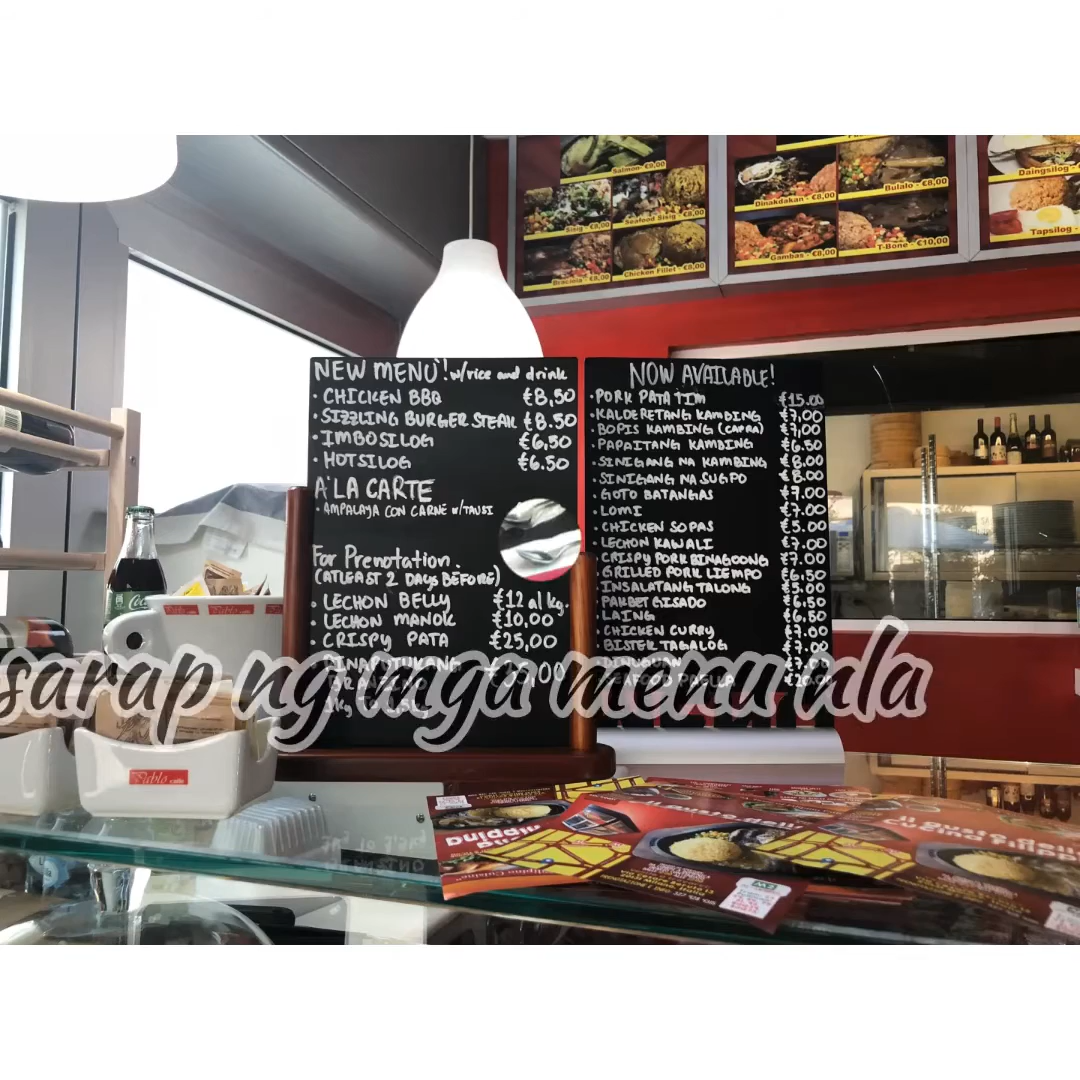 Salmon- €8,00
Sisig - €8,00
Seafood Sisig - €8,00
Braciola - €8,00
Chicken Fillet - €8,00
Dinakdakan - €8,00
Bulalo - €8,00
Gambas - €8,00
T-Bone - €10,00
Daingsilog -
Tapsilog -
NEW MENÙ! w/rice and drink
• CHICKEN BBQ €8,50
• SIZZLING BURGER STEAK €8.50
• IMBOSILOG €6,50
• HOTSILOG €6.50
A'LA CARTE
• AMPALAYA CON CARNE w/TAUSI
For Prenotation.
(ATLEAST 2 DAYS BEFORE)
• LECHON BELLY €12 al kg.
• LECHON MANOK €10,00
• CRISPY PATA €25,00
NOW AVAILABLE!
• PORK PATA TIM €15.00
• KALDERETANG KAMBING €7,00
• BOPIS KAMBING (CAPRA) €7,00
• PAPAITANG KAMBING €6.50
• SINIGANG NA KAMBING €8.00
• SINIGANG NA SUGPO €8.00
• GOTO BATANGAS €7.00
• LOMI €7.00
• CHICKEN SOPAS €5.00
• LECHON KAWALI €7.00
• CRISPY PORK BINAGOONG €7.00
• GRILLED PORK LIEMPO €6.50
• INSALATANG TALONG €5.00
• PAKBET GISADO €6.50
• LAING €6.50
• CHICKEN CURRY €7.00
• BISTEK TAGALOG €7.00
• DINUGUAN €7.00
sarap ng mga menu nla
Pablo